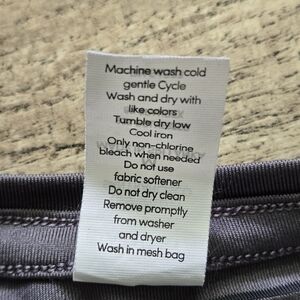 Machine wash cold
gentle Cycle
Wash and dry with
like colors
Tumble dry low
Cool iron
Only non-chlorine
bleach when needed
Do not use
fabric softener
Do not dry clean
Remove promptly
from washer
and dryer
Wash in mesh bag